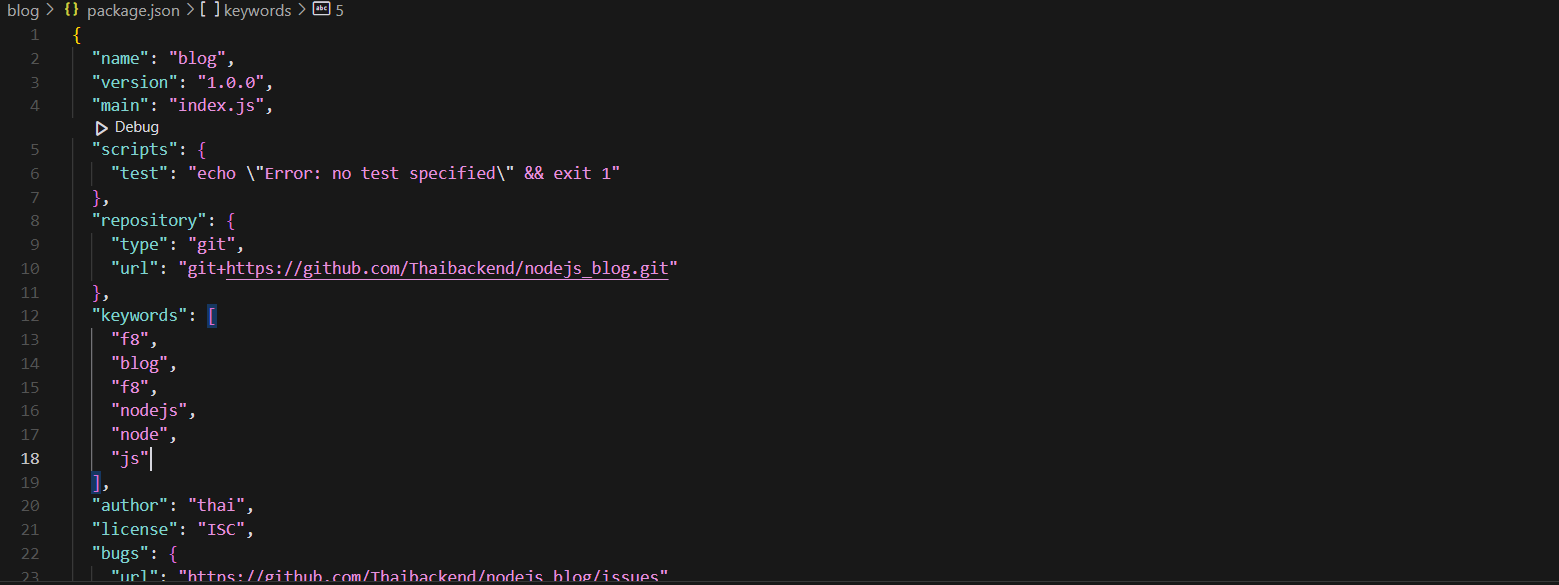 blog > {} package.json > [ ] keywords > abc 5
1 {
2 "name": "blog",
3 "version": "1.0.0",
4 "main": "index.js",
Debug
5 "scripts": {
6 "test": "echo \"Error: no test specified\" && exit 1"
7 },
8 "repository": {
9 "type": "git",
10 "url": "git+https://github.com/Thaibackend/nodejs_blog.git"
11 },
12 "keywords": [
13 "f8",
14 "blog",
15 "f8",
16 "nodejs",
17 "node",
18 "js"
19 ],
20 "author": "thai",
21 "license": "ISC",
22 "bugs": {
23 "url": "https://github.com/Thaibackend/nodejs_blog/issues"